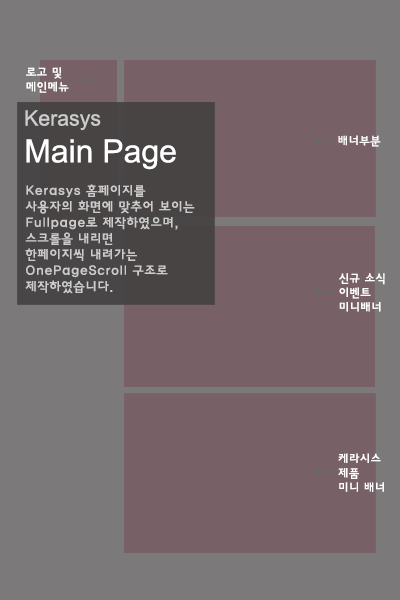 로고 및
메인메뉴
Kerasys
Main Page
Kerasys 홈페이지를
사용자의 화면에 맞추어 보이는
Fullpage로 제작하였으며,
스크롤을 내리면
한페이지씩 내려가는
OnePageScroll 구조로
제작하였습니다.
배너부분
신규 소식
이벤트
미니배너
케라시스
제품
미니 배너